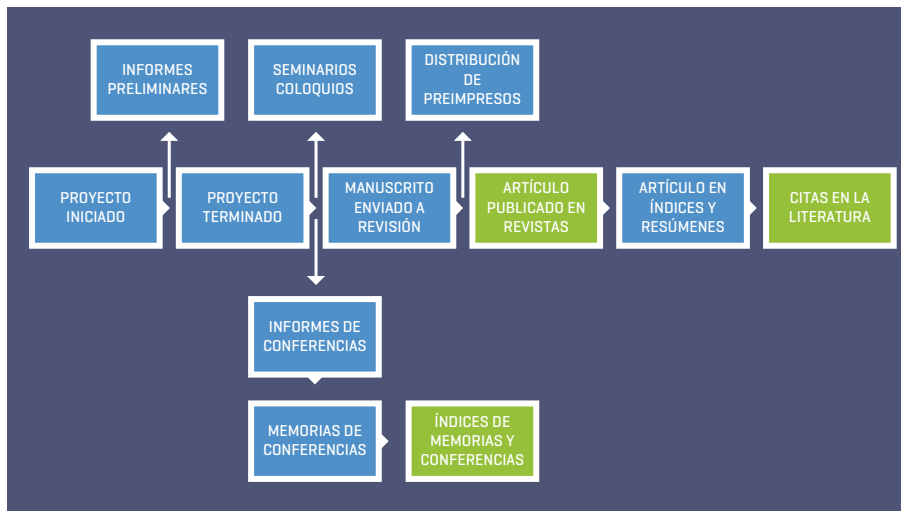 INFORMES
PRELIMINARES
SEMINARIOS
COLOQUIOS
DISTRIBUCIÓN
DE
PREIMPRESOS
PROYECTO
INICIADO
PROYECTO
TERMINADO
MANUSCRITO
ENVIADO A
REVISIÓN
ARTÍCULO
PUBLICADO EN
REVISTAS
ARTÍCULO EN
ÍNDICES Y
RESÚMENES
CITAS EN LA
LITERATURA
INFORMES DE
CONFERENCIAS
MEMORIAS DE
CONFERENCIAS
ÍNDICES DE
MEMORIAS Y
CONFERENCIAS